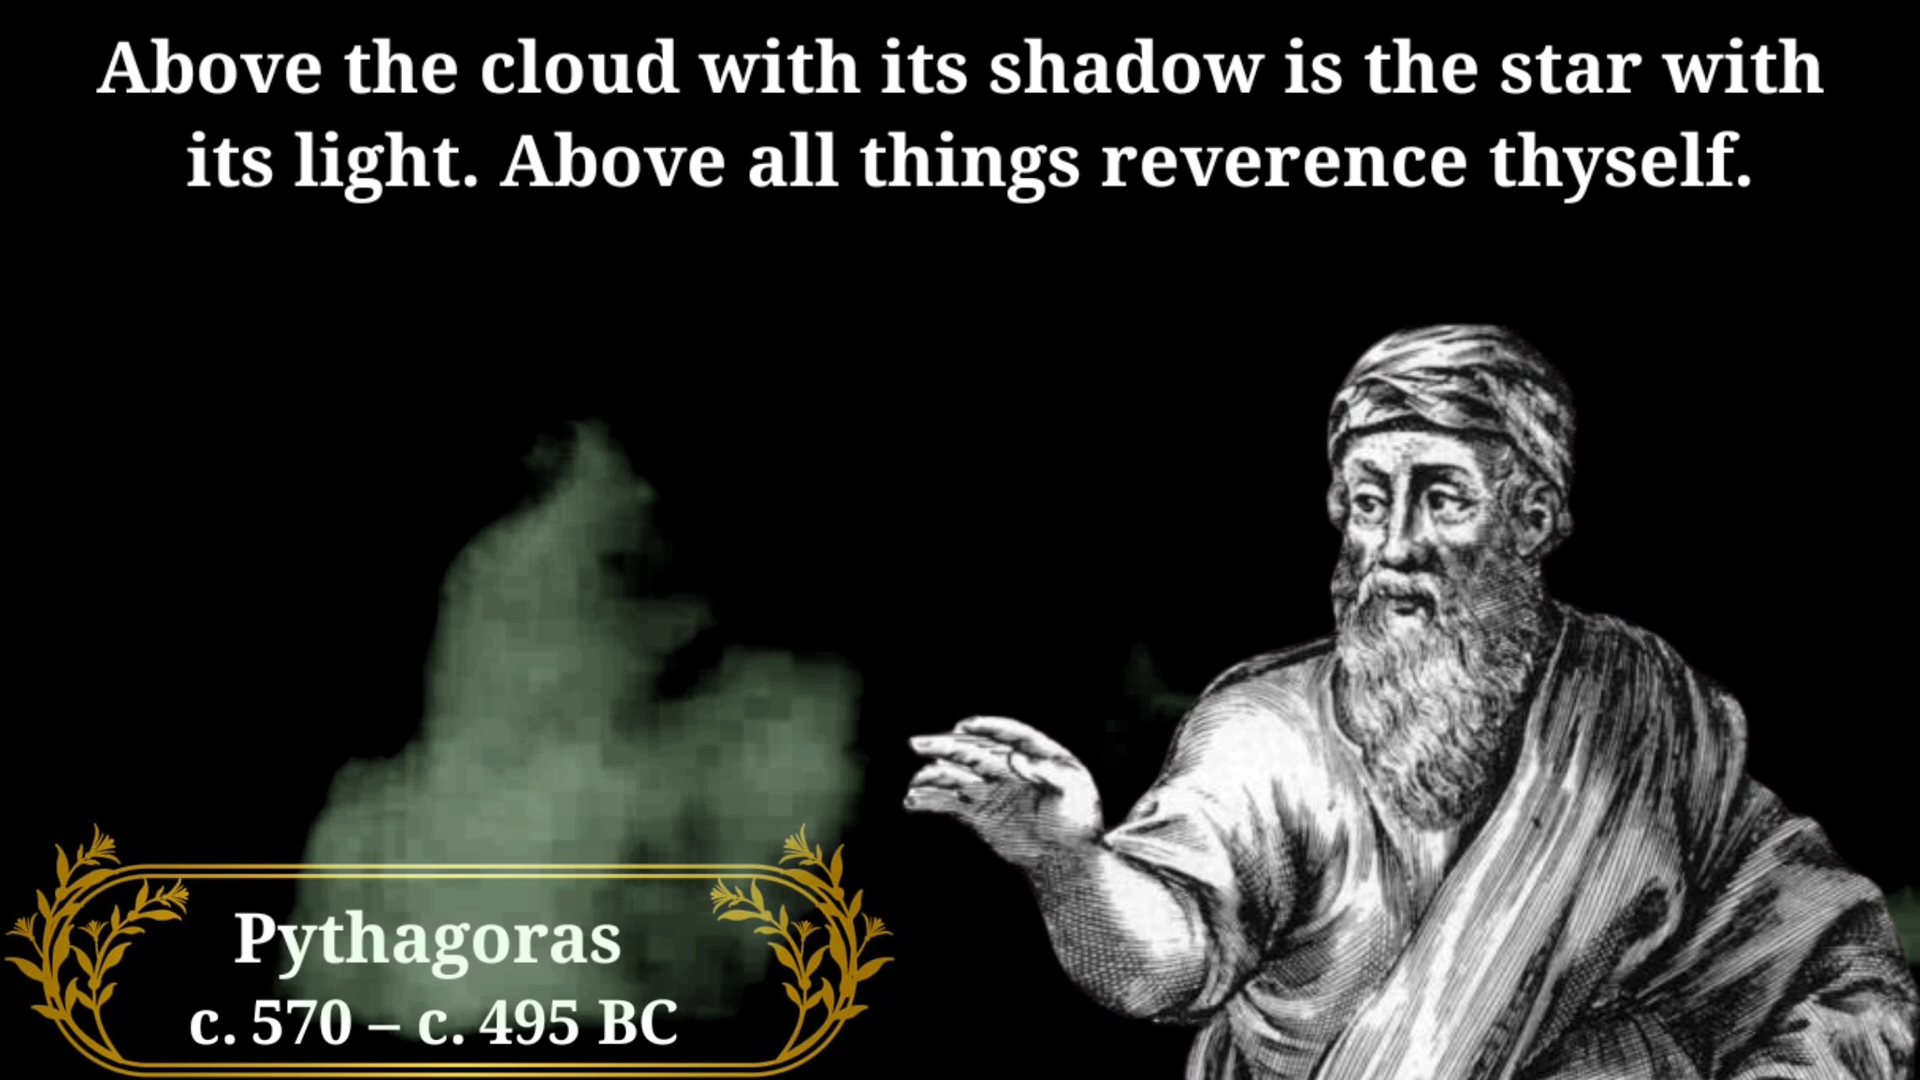 Above the cloud with its shadow is the star with
its light. Above all things reverence thyself.
Pythagoras
c. 570 – c. 495 BC